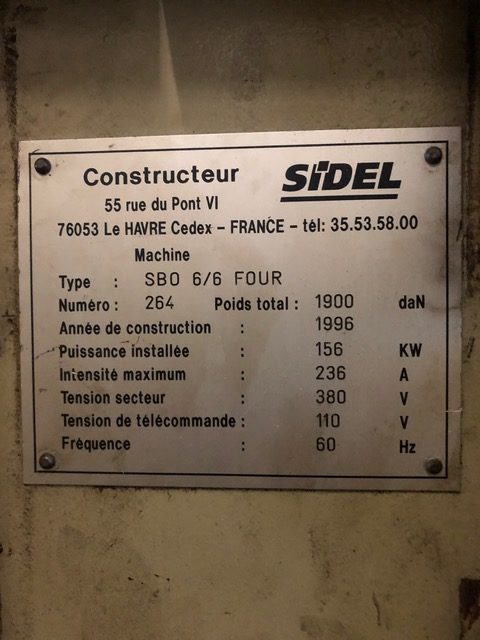 Constructeur SIDEL
55 rue du Pont VI
76053 Le HAVRE Cedex - FRANCE - tél: 35.53.58.00
Machine
Type : SBO 6/6 FOUR
Numéro : 264 Poids total : 1900 daN
Année de construction : 1996
Puissance installée : 156 KW
Intensité maximum : 236 A
Tension secteur : 380 V
Tension de télécommande : 110 V
Fréquence : 60 Hz